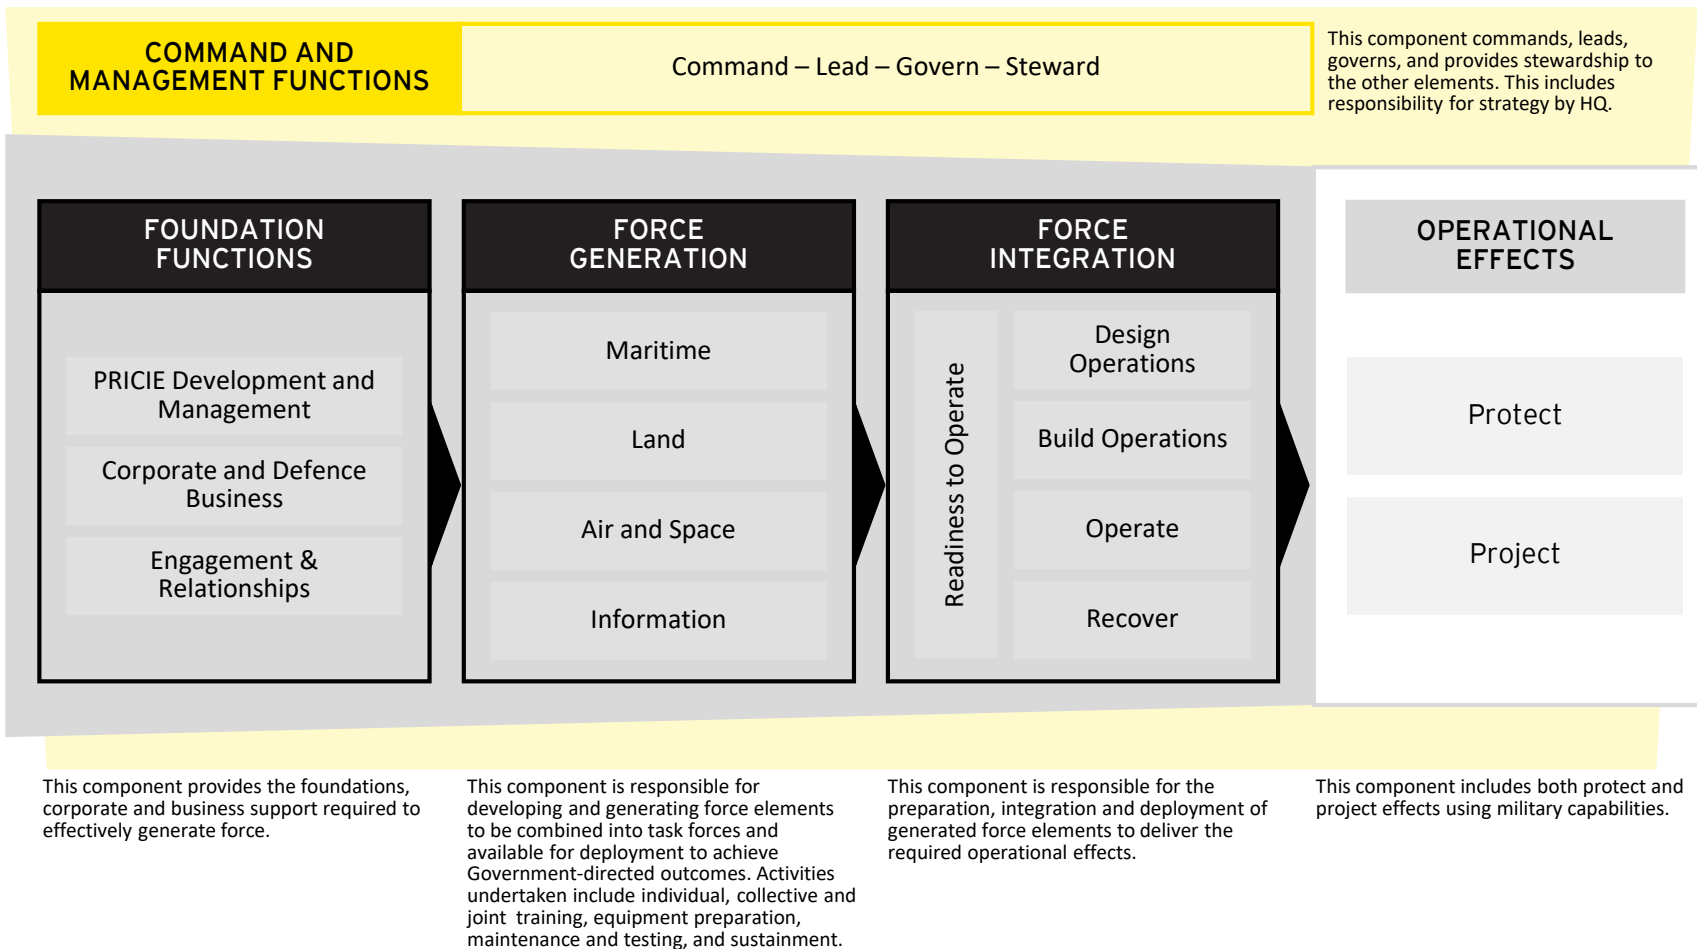 COMMAND AND
MANAGEMENT FUNCTIONS
Command – Lead – Govern – Steward
This component commands, leads,
governs, and provides stewardship to
the other elements. This includes
responsibility for strategy by HQ.
FOUNDATION
FUNCTIONS
PRICIE Development and
Management
Corporate and Defence
Business
Engagement &
Relationships
FORCE
GENERATION
Maritime
Land
Air and Space
Information
FORCE
INTEGRATION
Readiness to Operate
Design
Operations
Build Operations
Operate
Recover
OPERATIONAL
EFFECTS
Protect
Project
This component provides the foundations,
corporate and business support required to
effectively generate force.
This component is responsible for
developing and generating force elements
to be combined into task forces and
available for deployment to achieve
Government-directed outcomes. Activities
undertaken include individual, collective and
joint training, equipment preparation,
maintenance and testing, and sustainment.
This component is responsible for the
preparation, integration and deployment of
generated force elements to deliver the
required operational effects.
This component includes both protect and
project effects using military capabilities.